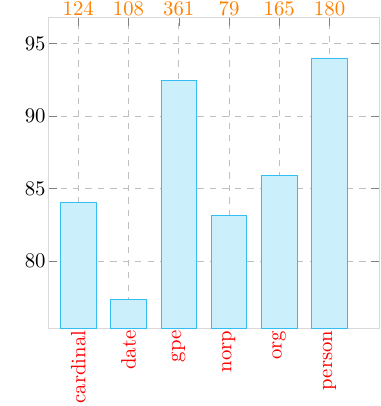 124 108 361 79 165 180
95
90
85
80
cardinal
date
gpe
norp
org
person